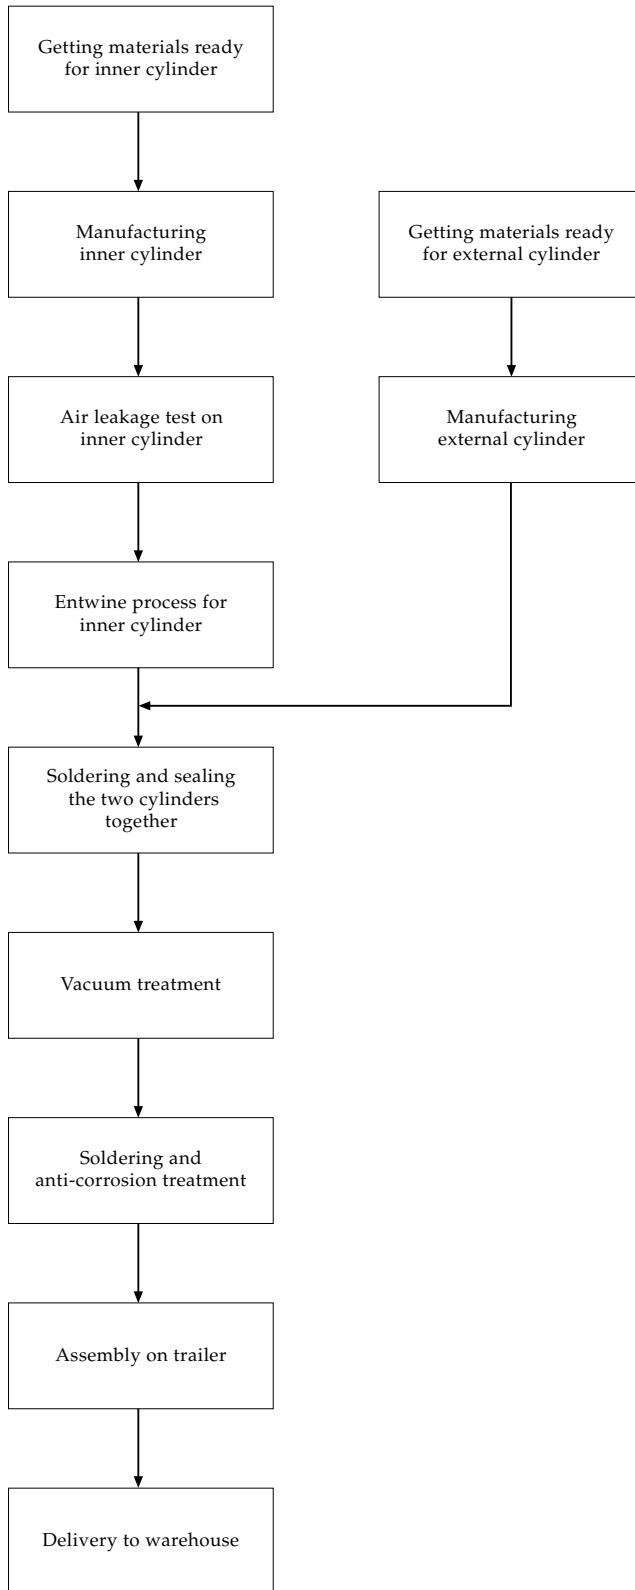 Getting materials ready
for inner cylinder
Manufacturing
inner cylinder
Getting materials ready
for external cylinder
Air leakage test on
inner cylinder
Manufacturing
external cylinder
Entwine process for
inner cylinder
Soldering and sealing
the two cylinders
together
Vacuum treatment
Soldering and
anti-corrosion treatment
Assembly on trailer
Delivery to warehouse